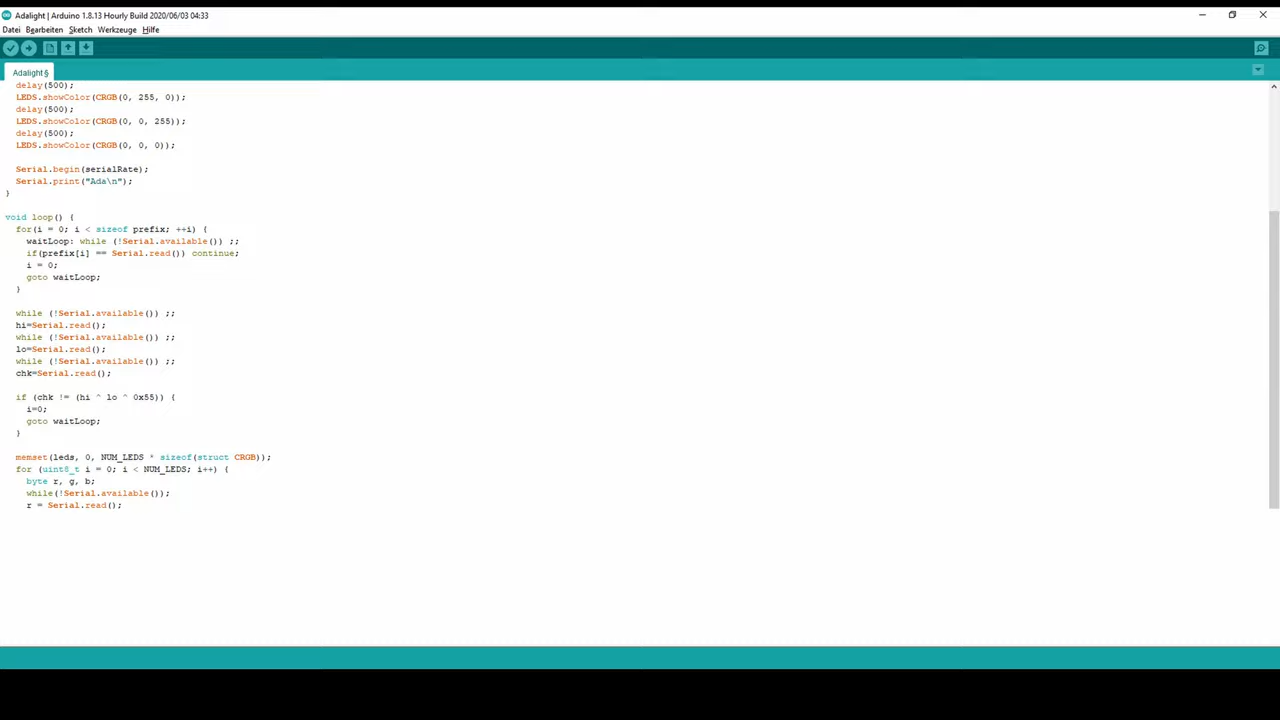 Adalight | Arduino 1.8.13 Hourly Build 2020/06/03 04:33
Datei Bearbeiten Sketch Werkzeuge Hilfe
Adalight§
delay(500);
LEDS.showColor(CRGB(0, 255, 0));
delay(500);
LEDS.showColor(CRGB(0, 0, 255));
delay(500);
LEDS.showColor(CRGB(0, 0, 0));
Serial.begin(serialRate);
Serial.print("Ada\n");
}
void loop() {
for(i = 0; i < sizeof prefix; ++i) {
waitLoop: while (!Serial.available()) ;;
if(prefix[i] == Serial.read()) continue;
i = 0;
goto waitLoop;
}
while (!Serial.available()) ;;
hi=Serial.read();
while (!Serial.available()) ;;
lo=Serial.read();
while (!Serial.available()) ;;
chk=Serial.read();
if (chk != (hi ^ lo ^ 0x55)) {
i=0;
goto waitLoop;
}
memset(leds, 0, NUM_LEDS * sizeof(struct CRGB));
for (uint8_t i = 0; i < NUM_LEDS; i++) {
byte r, g, b;
while(!Serial.available());
r = Serial.read();